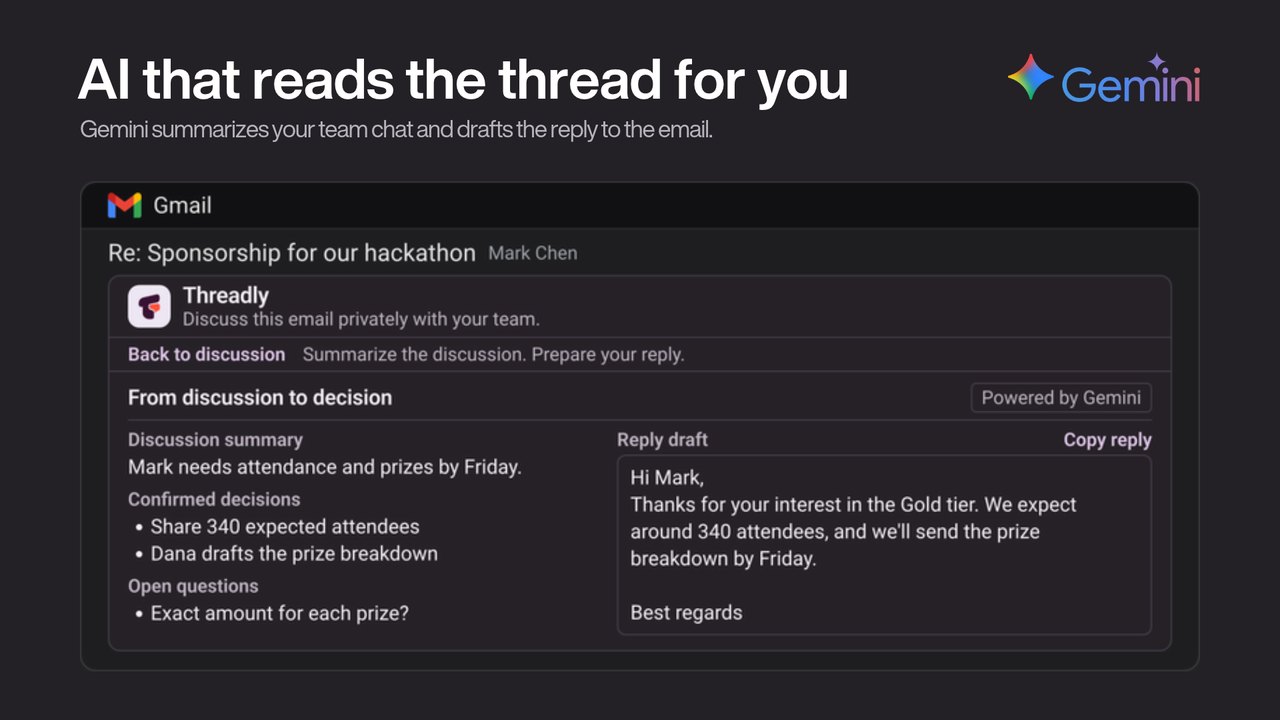 AI that reads the thread for you
Gemini
Gemini summarizes your team chat and drafts the reply to the email.
Gmail
Re: Sponsorship for our hackathon Mark Chen
Threadly
Discuss this email privately with your team.
Back to discussion Summarize the discussion. Prepare your reply.
From discussion to decision
Powered by Gemini
Discussion summary
Mark needs attendance and prizes by Friday.
Confirmed decisions
• Share 340 expected attendees
• Dana drafts the prize breakdown
Open questions
• Exact amount for each prize?
Reply draft
Copy reply
Hi Mark,
Thanks for your interest in the Gold tier. We expect
around 340 attendees, and we'll send the prize
breakdown by Friday.
Best regards